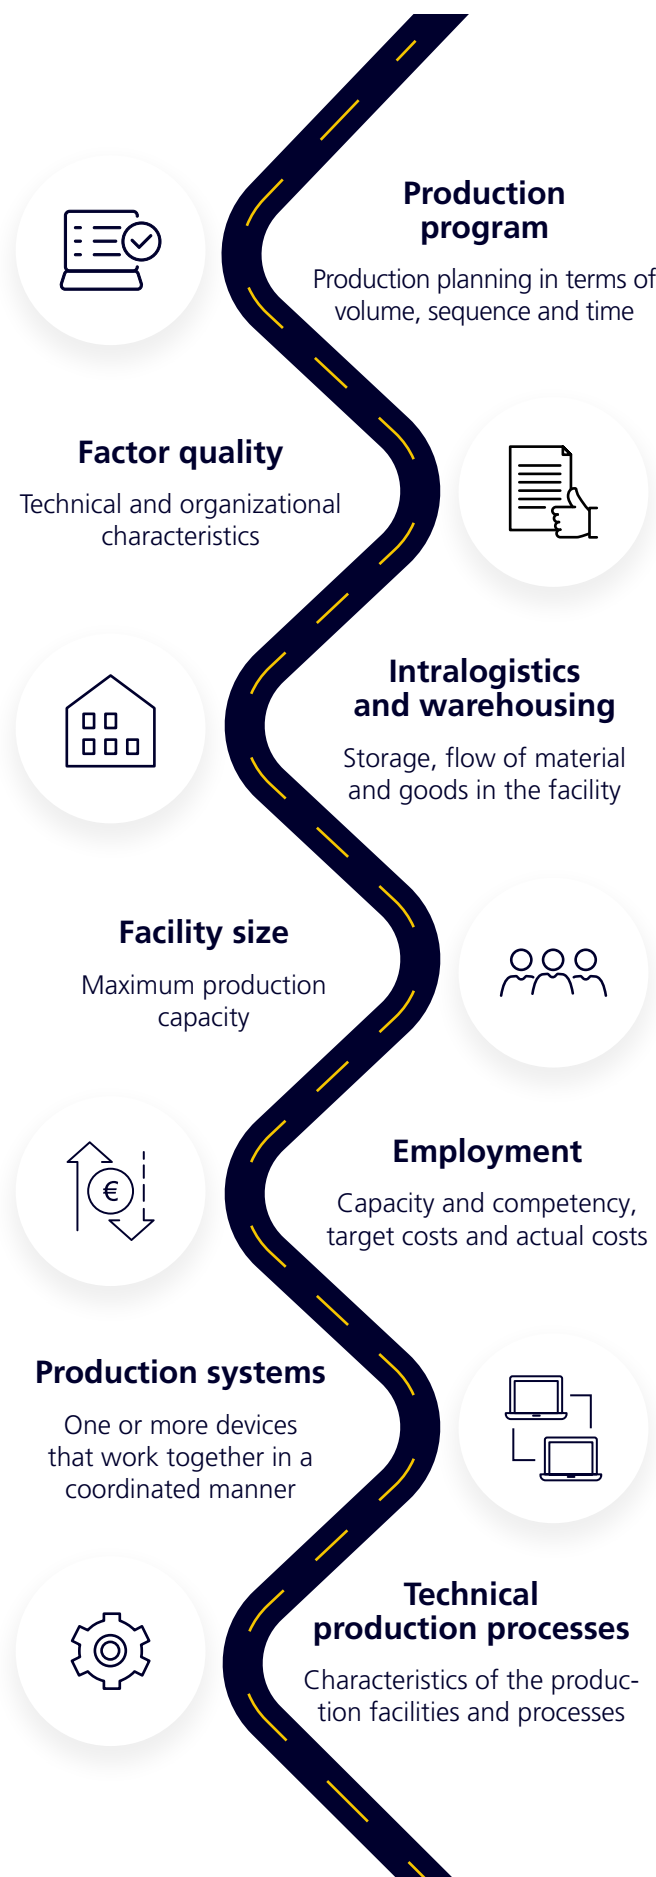 Production
program
Production planning in terms of
volume, sequence and time
Factor quality
Technical and organizational
characteristics
Intralogistics
and warehousing
Storage, flow of material
and goods in the facility
Facility size
Maximum production
capacity
€
Employment
Capacity and competency,
target costs and actual costs
Production systems
One or more devices
that work together in a
coordinated manner
Technical
production processes
Characteristics of the produc-
tion facilities and processes